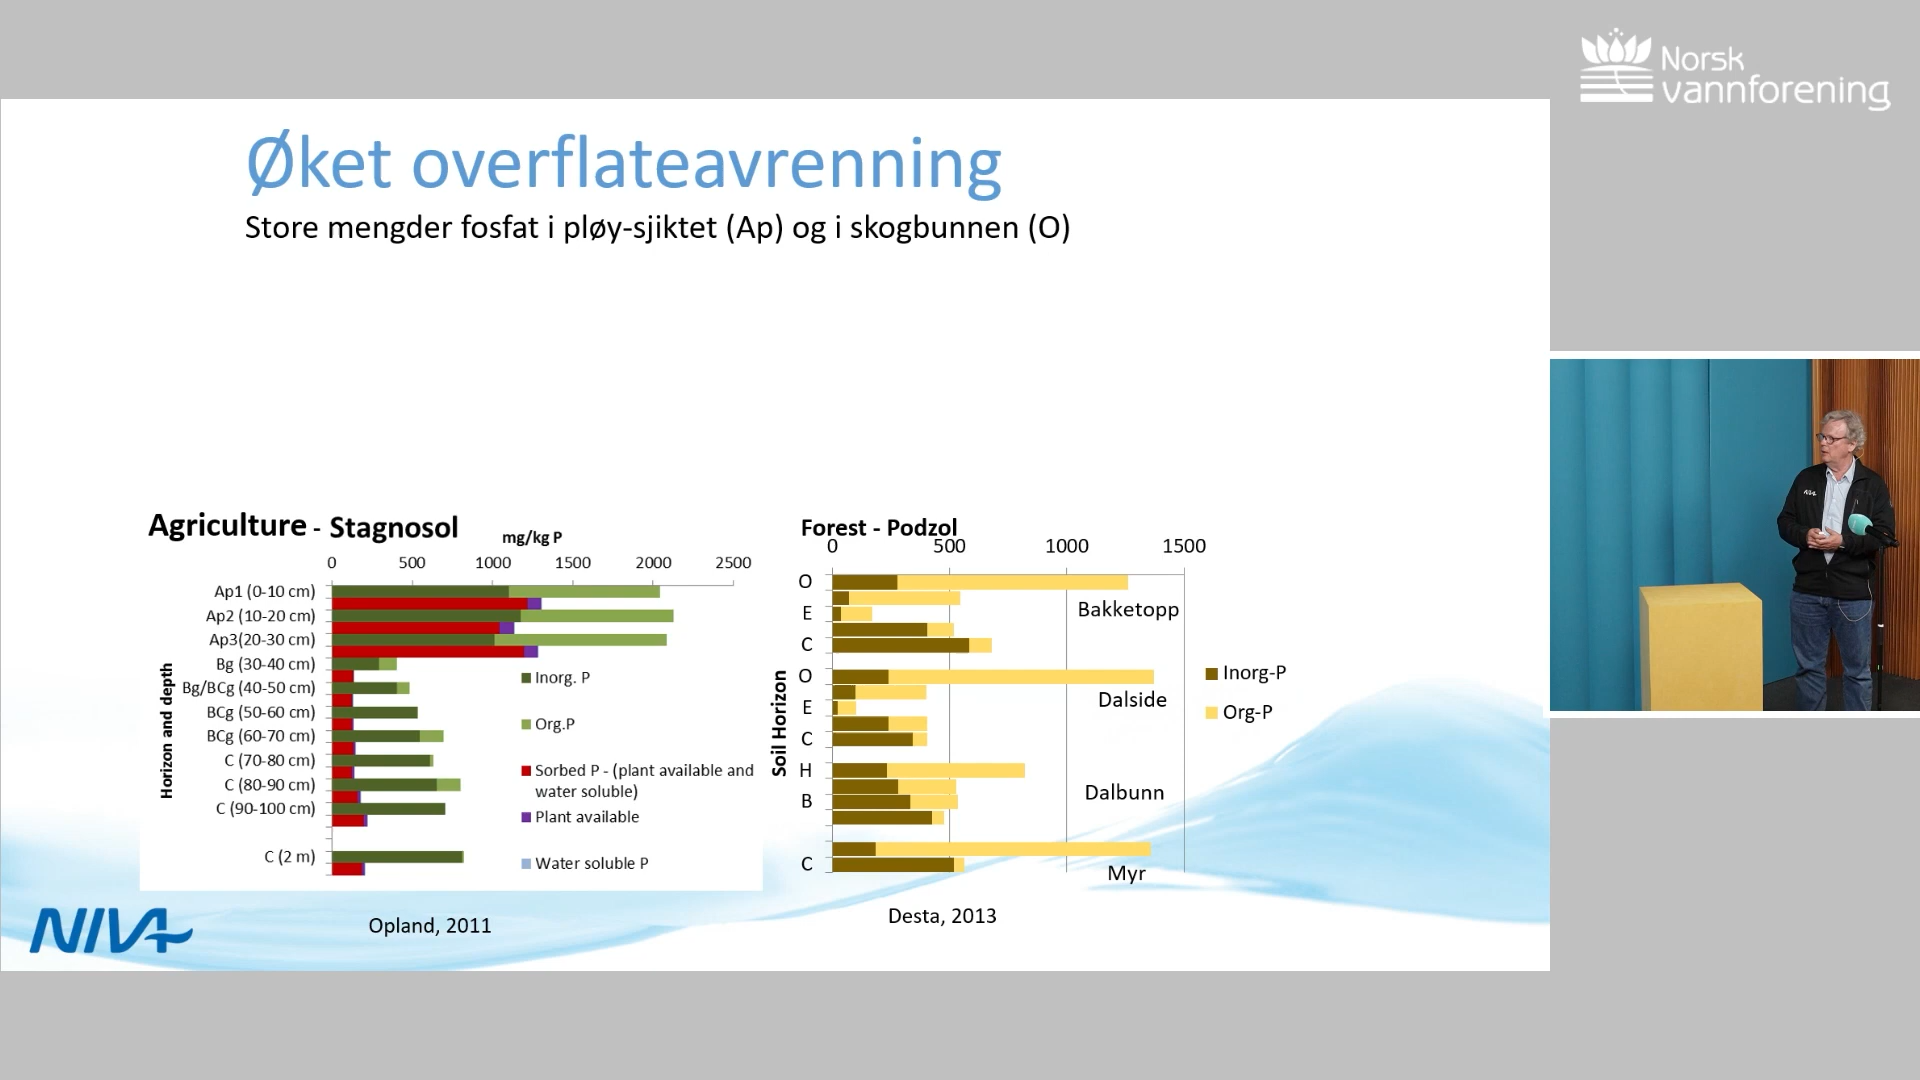 Norsk
vannforening
Øket overflateavrenning
Store mengder fosfat i pløy-sjiktet (Ap) og i skogbunnen (O)
Agriculture - Stagnosol
mg/kg P
0 500 1000 1500 2000 2500
Horizon and depth
Ap1 (0-10 cm)
Ap2 (10-20 cm)
Ap3(20-30 cm)
Bg (30-40 cm)
Bg/BCg (40-50 cm)
BCg (50-60 cm)
BCg (60-70 cm)
C (70-80 cm)
C (80-90 cm)
C (90-100 cm)
C (2 m)
Inorg. P
Org.P
Sorbed P - (plant available and
water soluble)
Plant available
Water soluble P
Opland, 2011
Forest - Podzol
0 500 1000 1500
Soil Horizon
O
E
C
O
E
C
H
B
C
Bakketopp
Dalside
Dalbunn
Myr
Inorg-P
Org-P
Desta, 2013
NIVA
NIVA